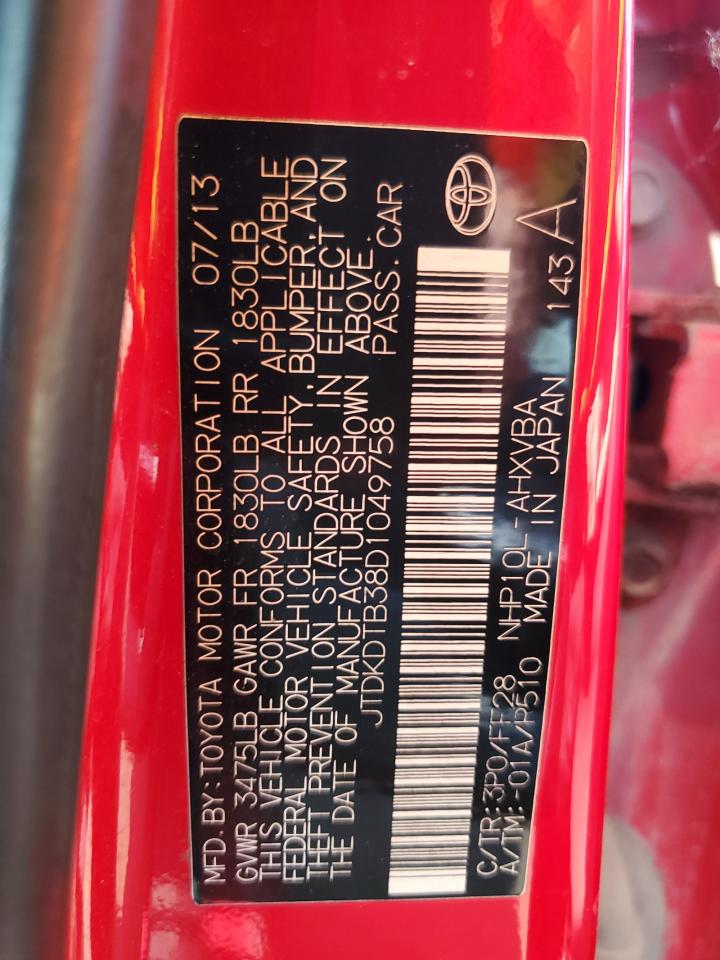 MFD.BY:TOYOTA MOTOR CORPORATION 07/13
GVWR 3475LB GAWR FR 1830LB RR 1830LB
THIS VEHICLE CONFORMS TO ALL APPLICABLE
FEDERAL MOTOR VEHICLE SAFETY, BUMPER, AND
THEFT PREVENTION STANDARDS IN EFFECT ON
THE DATE OF MANUFACTURE SHOWN ABOVE.
JTDKDTB38D1049758 PASS.CAR
C/TR:3P0/FE28 NHP10L-AHXVBA 143 A
A/TM:-01A/P510 MADE IN JAPAN